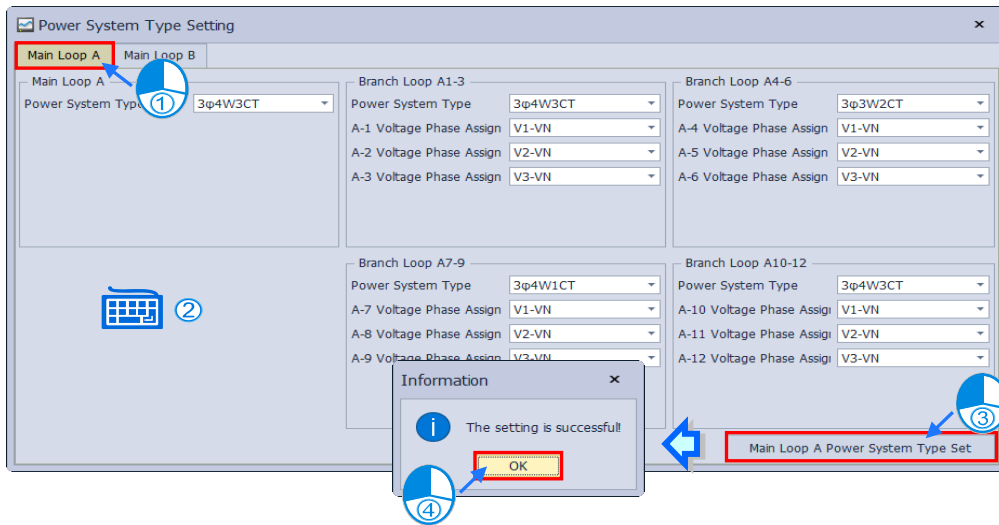 Power System Type Setting
Main Loop A
Main Loop B
Main Loop A
Power System Type 3φ4W3CT
①
Branch Loop A1-3
Power System Type 3φ4W3CT
A-1 Voltage Phase Assign V1-VN
A-2 Voltage Phase Assign V2-VN
A-3 Voltage Phase Assign V3-VN
Branch Loop A4-6
Power System Type 3φ3W2CT
A-4 Voltage Phase Assign V1-VN
A-5 Voltage Phase Assign V2-VN
A-6 Voltage Phase Assign V3-VN
②
Branch Loop A7-9
Power System Type 3φ4W1CT
A-7 Voltage Phase Assign V1-VN
A-8 Voltage Phase Assign V2-VN
A-9 Voltage Phase Assign V3-VN
Branch Loop A10-12
Power System Type 3φ4W3CT
A-10 Voltage Phase Assig V1-VN
A-11 Voltage Phase Assig V2-VN
A-12 Voltage Phase Assig V3-VN
③
Main Loop A Power System Type Set
Information
The setting is successful!
OK
④